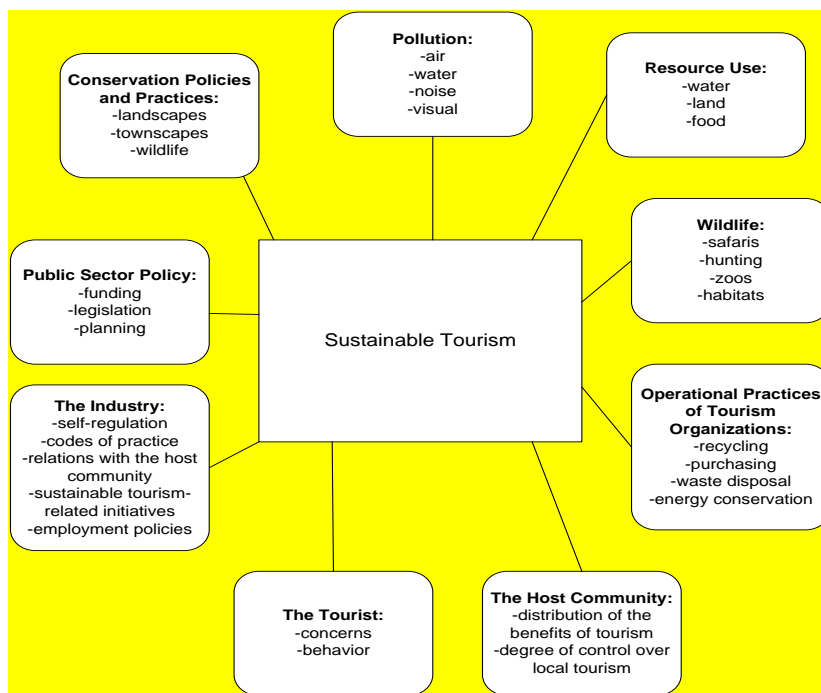 Pollution:
-air
-water
-noise
-visual
Conservation Policies
and Practices:
-landscapes
-townscapes
-wildlife
Resource Use:
-water
-land
-food
Wildlife:
-safaris
-hunting
-zoos
-habitats
Public Sector Policy:
-funding
-legislation
-planning
Sustainable Tourism
The Industry:
-self-regulation
-codes of practice
-relations with the host
community
-sustainable tourism-
related initiatives
-employment policies
Operational Practices
of Tourism
Organizations:
-recycling
-purchasing
-waste disposal
-energy conservation
The Tourist:
-concerns
-behavior
The Host Community:
-distribution of the
benefits of tourism
-degree of control over
local tourism